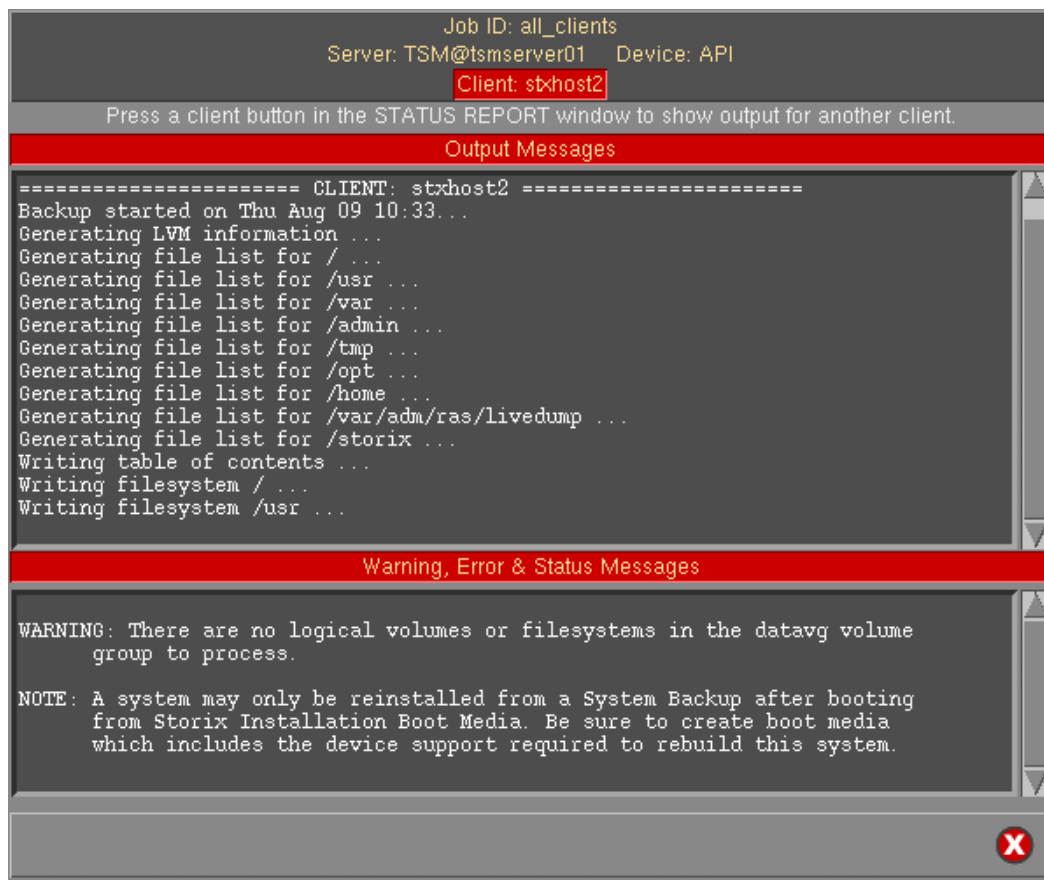 Job ID: all_clients
Server: TSM@tsmserver01 Device: API
Client: stxhost2
Press a client button in the STATUS REPORT window to show output for another client.
Output Messages
======================= CLIENT: stxhost2 =======================
Backup started on Thu Aug 09 10:33...
Generating LVM information ...
Generating file list for / ...
Generating file list for /usr ...
Generating file list for /var ...
Generating file list for /admin ...
Generating file list for /tmp ...
Generating file list for /opt ...
Generating file list for /home ...
Generating file list for /var/adm/ras/livedump ...
Generating file list for /storix ...
Writing table of contents ...
Writing filesystem / ...
Writing filesystem /usr ...
Warning, Error & Status Messages
WARNING: There are no logical volumes or filesystems in the datavg volume
group to process.
NOTE: A system may only be reinstalled from a System Backup after booting
from Storix Installation Boot Media. Be sure to create boot media
which includes the device support required to rebuild this system.